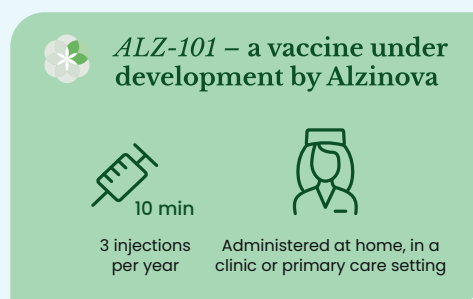 ALZ-101 – a vaccine under
development by Alzinova
10 min
3 injections
per year
Administered at home, in a
clinic or primary care setting